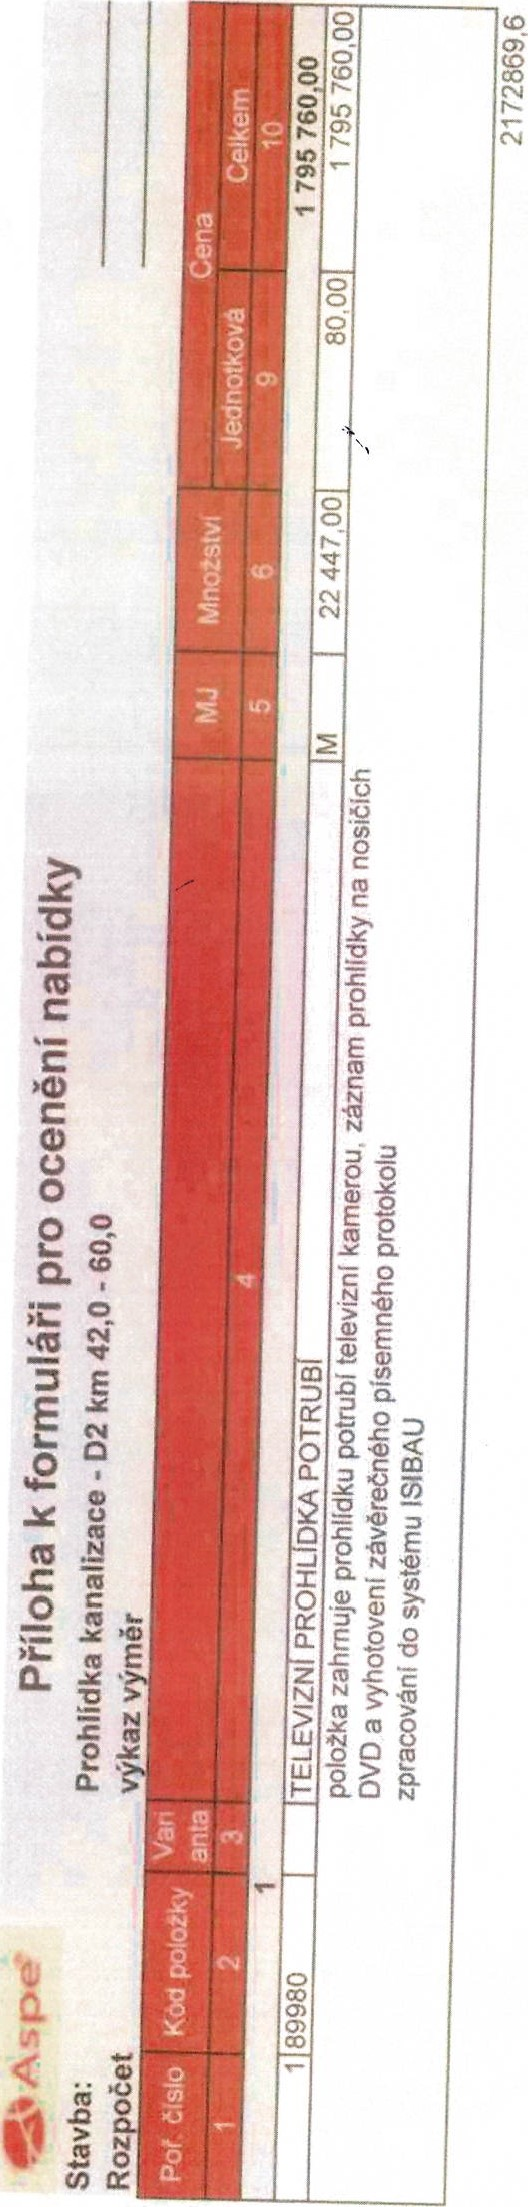 Aspe®
Příloha k formuláři pro ocenění nabídky
Stavba: Prohlídka kanalizace - D2 km 42,0 - 60,0
Rozpočet výkaz výměr
Poř. číslo Kód položky Vari anta MJ Množství Cena
Jednotková Celkem
1 2 3 4 5 6 9 10
1 1 795 760,00
1 89980 TELEVIZNÍ PROHLÍDKA POTRUBÍ M 22 447,00 80,00 1 795 760,00
položka zahrnuje prohlídku potrubí televizní kamerou, záznam prohlídky na nosičích
DVD a vyhotovení závěrečného písemného protokolu
zpracování do systému ISIBAU
2172869,6